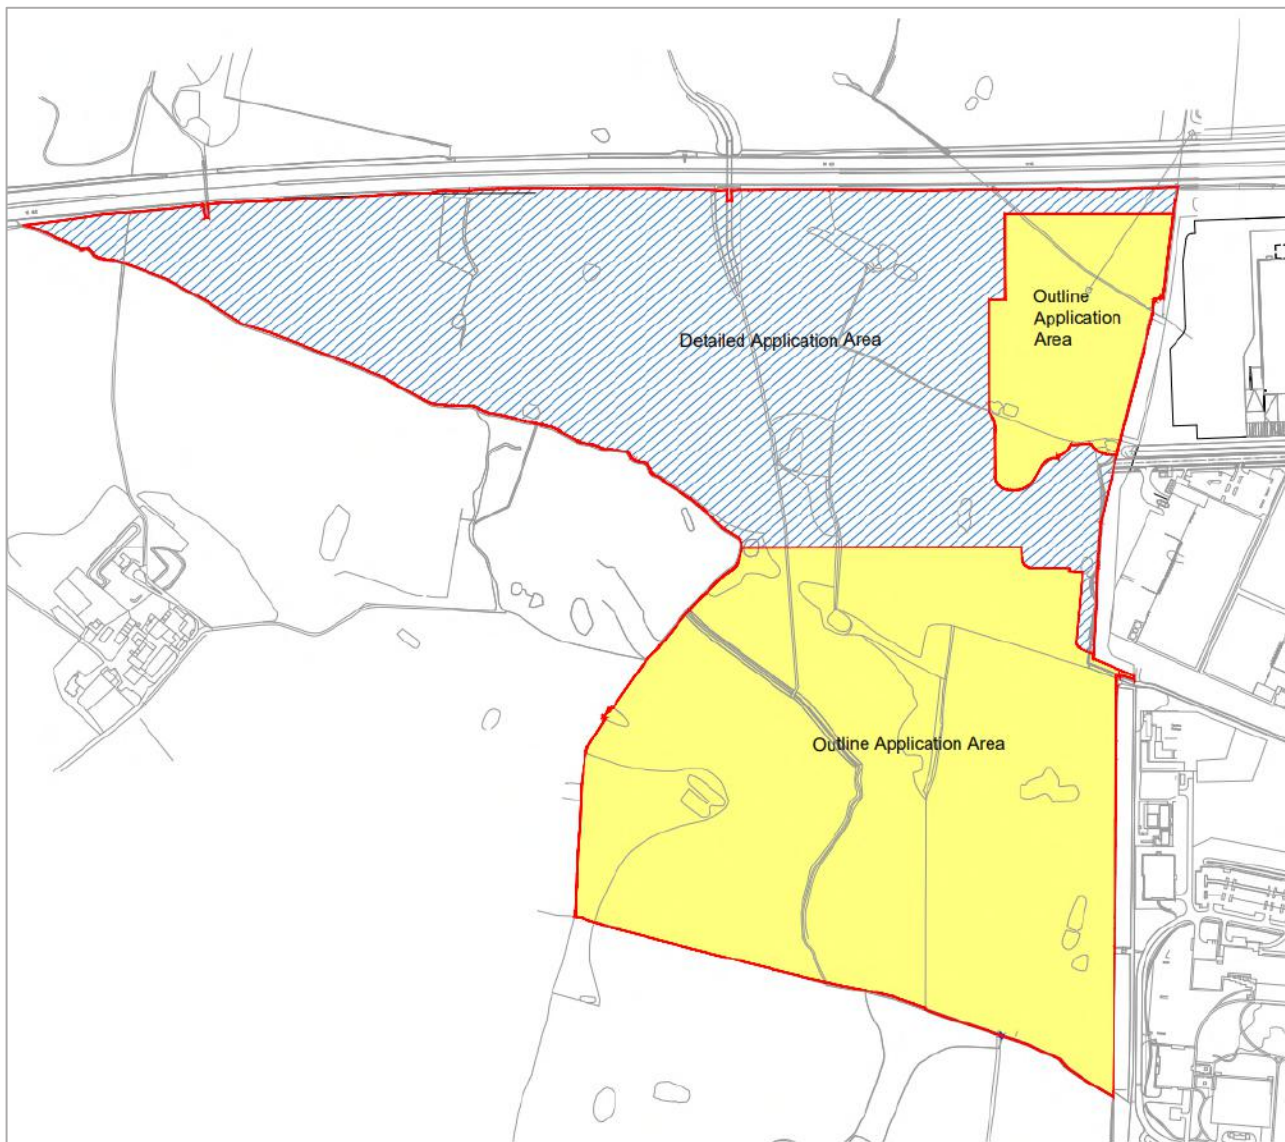 Outline
Application
Area
Detailed Application Area
Outline Application Area